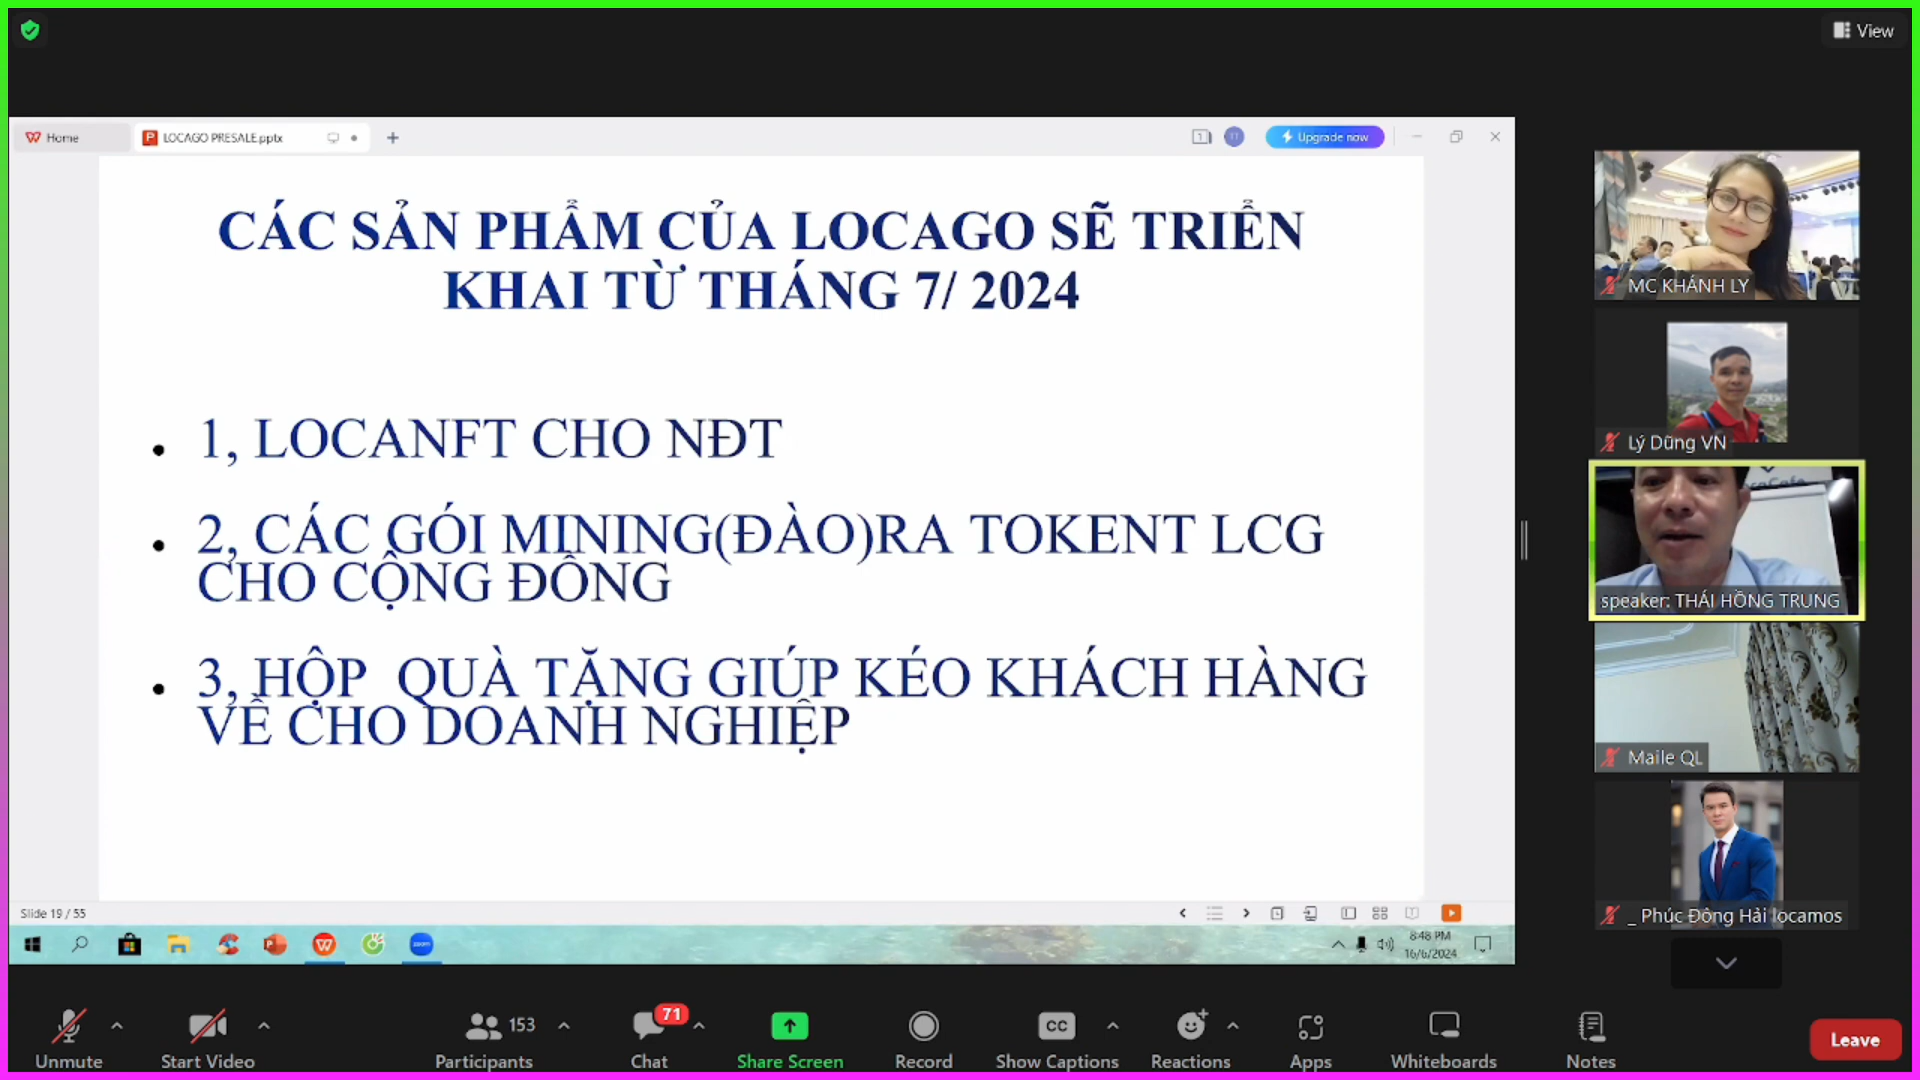 View
Home
LOCAGO PRESALE.pptx
Upgrade now
CÁC SẢN PHẨM CỦA LOCAGO SẼ TRIỂN
KHAI TỪ THÁNG 7/ 2024
1, LOCANFT CHO NĐT
2, CÁC GÓI MINING(ĐÀO)RA TOKENT LCG
CHO CỘNG ĐỒNG
3, HỘP QUÀ TẶNG GIÚP KÉO KHÁCH HÀNG
VỀ CHO DOANH NGHIỆP
Slide 19 / 55
8:48 PM
16/6/2024
MC KHÁNH LY
Lý Dũng VN
speaker: THÁI HỒNG TRUNG
Maile QL
_ Phúc Đông Hải locamos
Unmute
Start Video
153
Participants
71
Chat
Share Screen
Record
CC
Show Captions
Reactions
Apps
Whiteboards
Notes
Leave